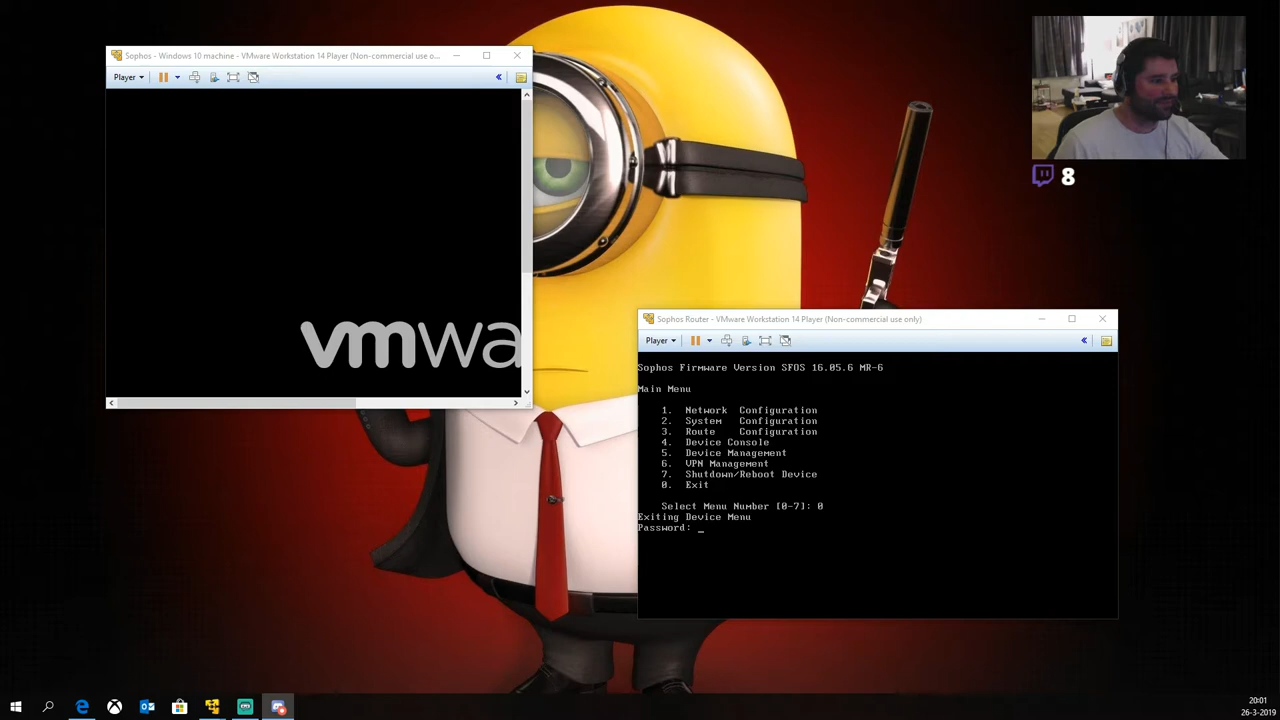 Sophos - Windows 10 machine - VMware Workstation 14 Player (Non-commercial use o...
Player
vmwa
8
Sophos Router - VMware Workstation 14 Player (Non-commercial use only)
Player
Sophos Firmware Version SFOS 16.05.6 MR-6
Main Menu
1. Network Configuration
2. System Configuration
3. Route Configuration
4. Device Console
5. Device Management
6. VPN Management
7. Shutdown/Reboot Device
0. Exit
Select Menu Number [0-7]: 0
Exiting Device Menu
Password: _
20:01
26-3-2019